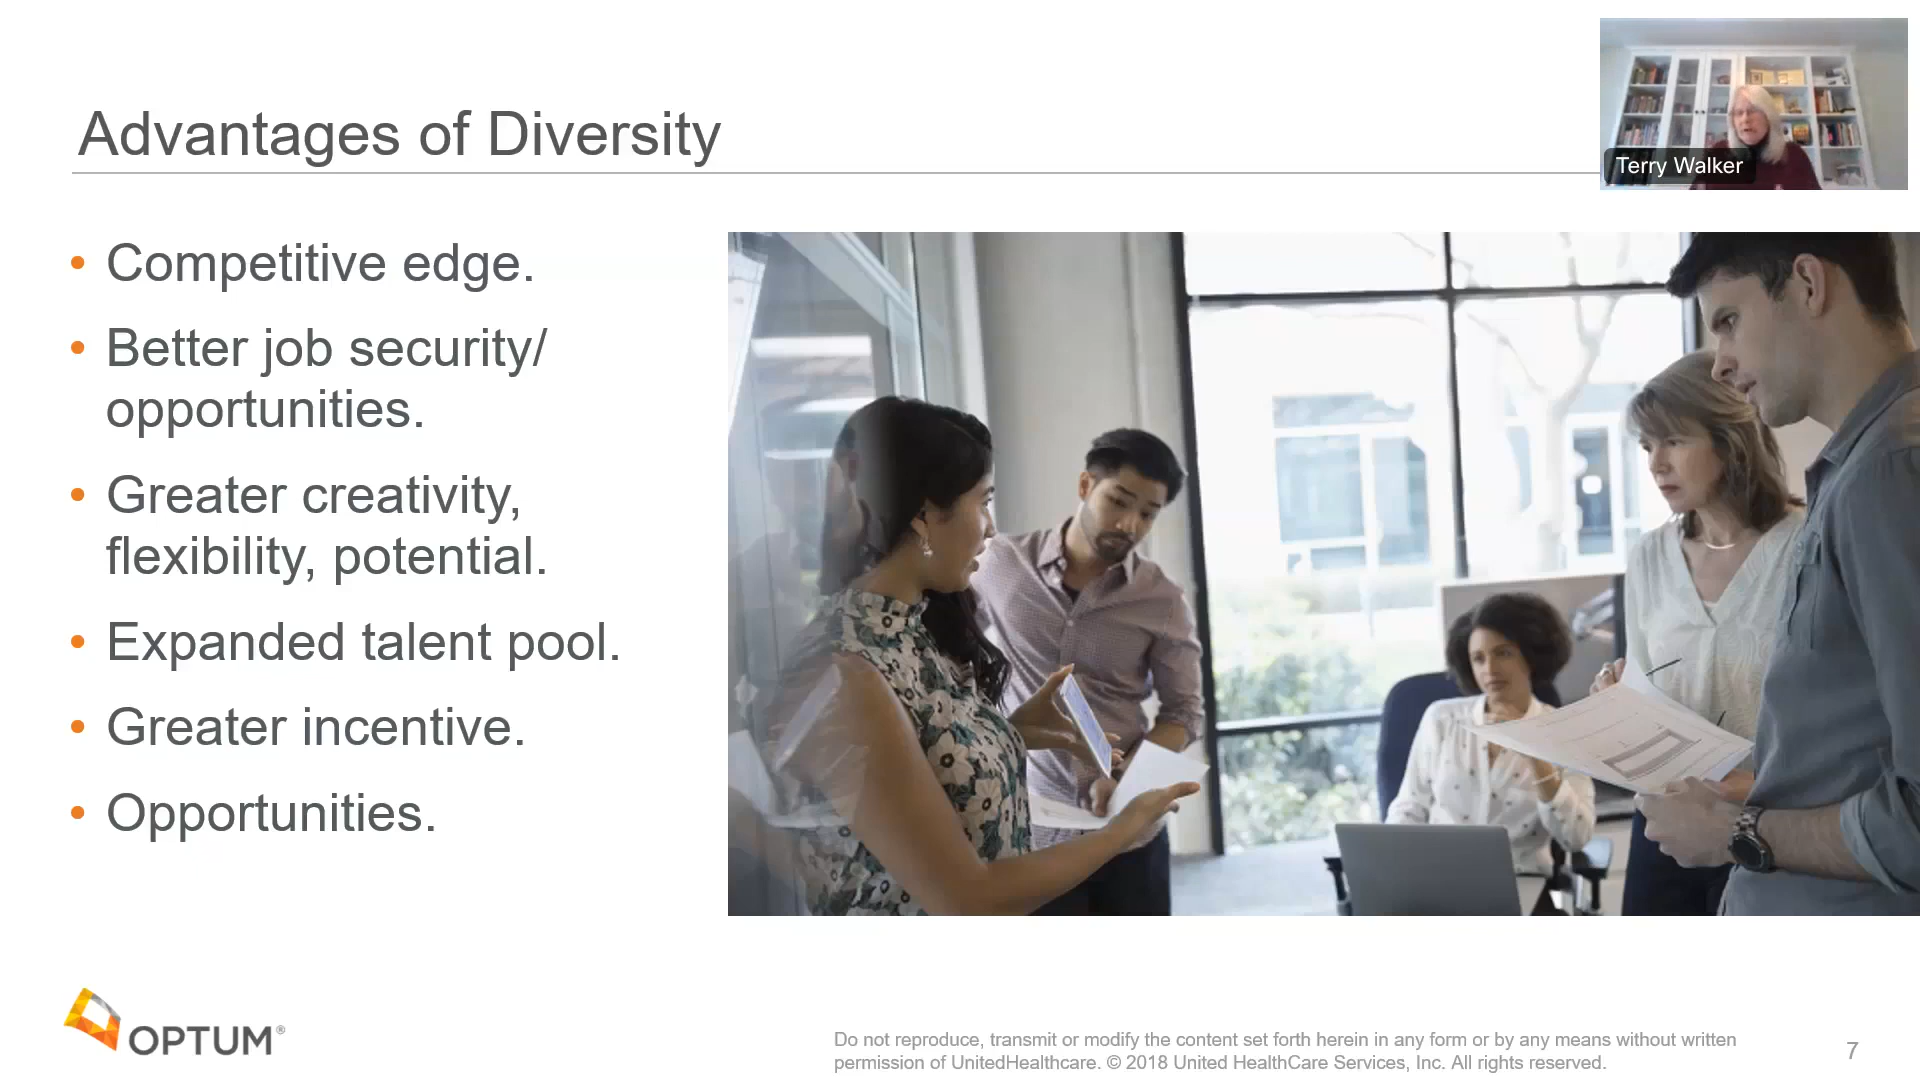 Terry Walker
Advantages of Diversity
• Competitive edge.
• Better job security/
opportunities.
• Greater creativity,
flexibility, potential.
• Expanded talent pool.
• Greater incentive.
• Opportunities.
OPTUM®
Do not reproduce, transmit or modify the content set forth herein in any form or by any means without written
permission of UnitedHealthcare. © 2018 United HealthCare Services, Inc. All rights reserved.
7